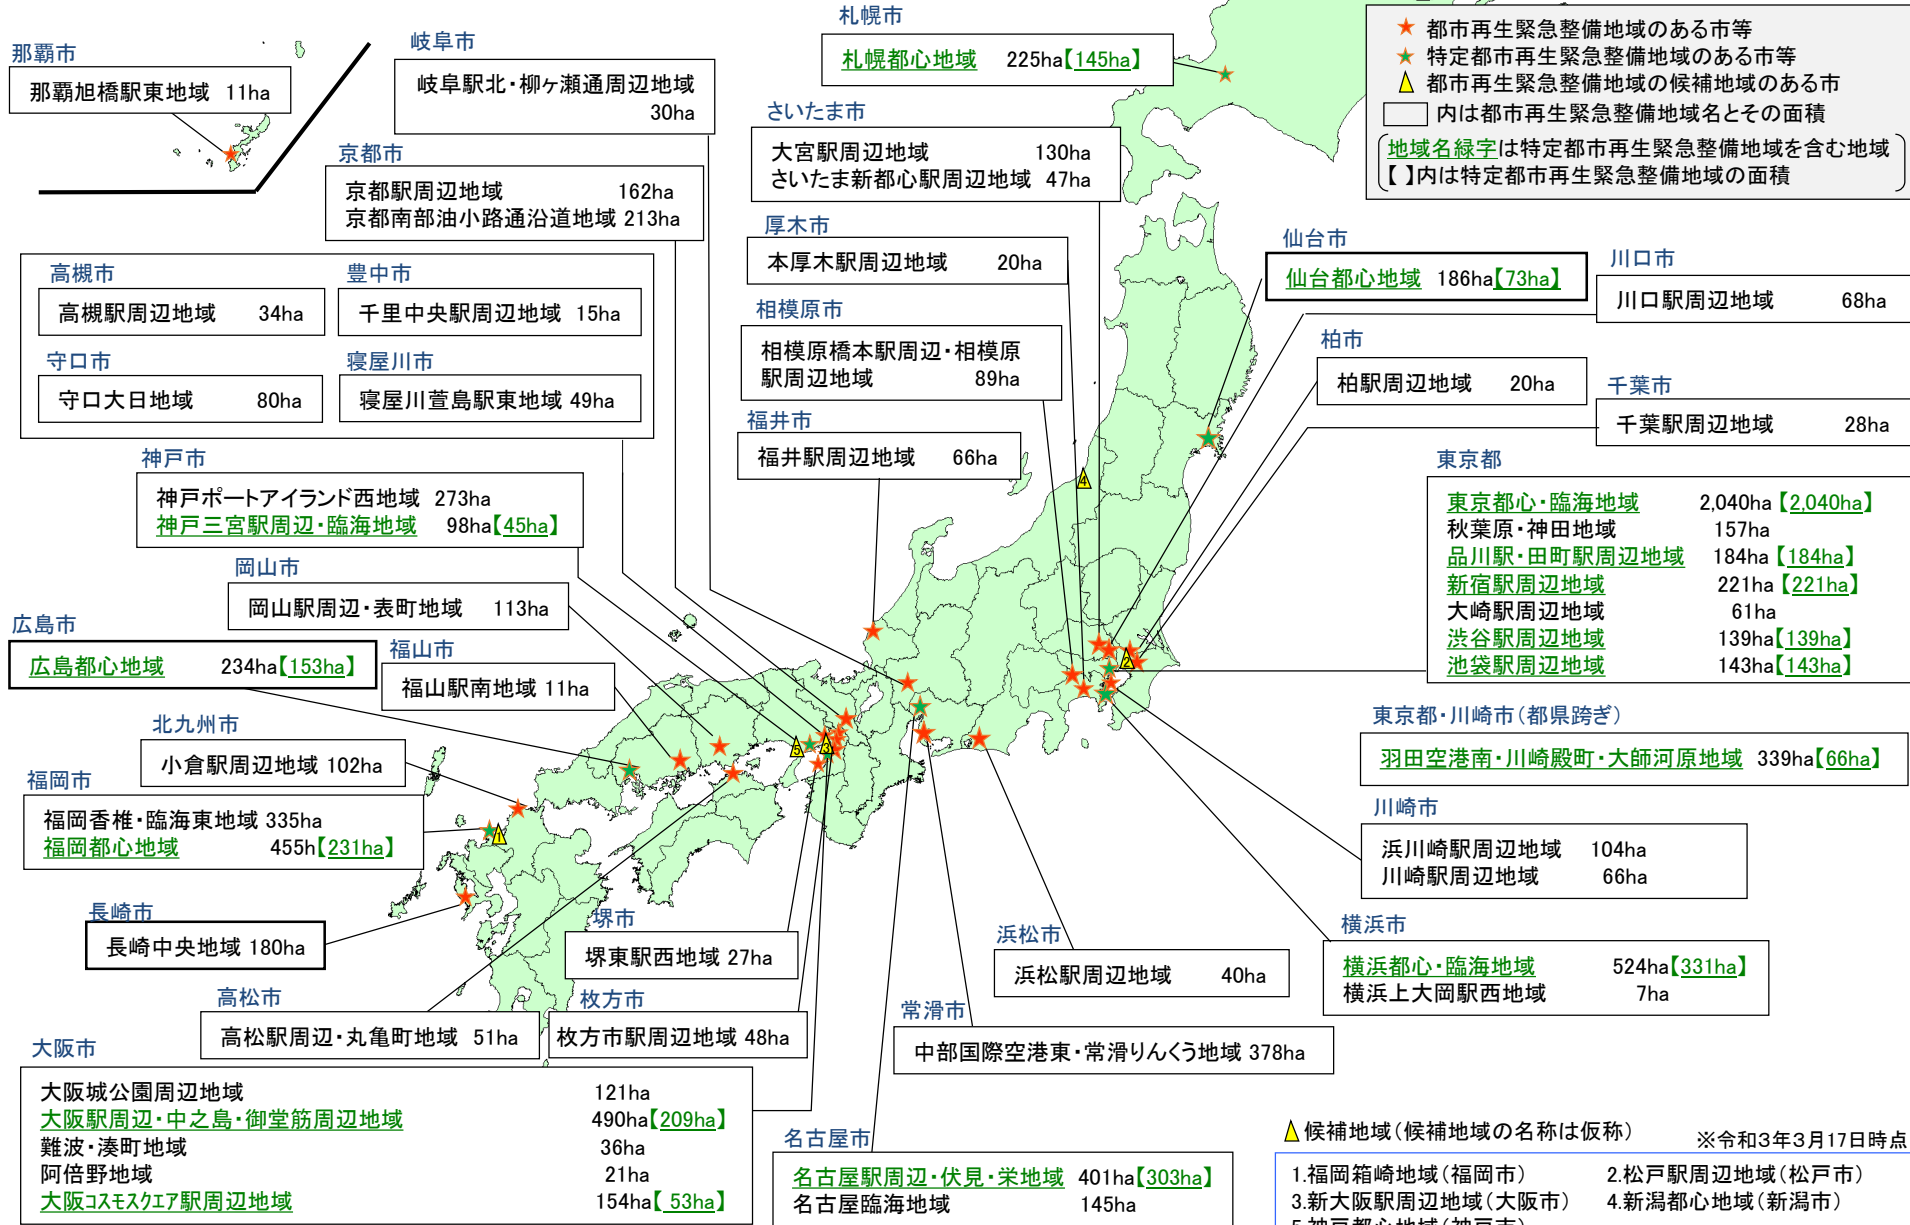 那覇市
那覇旭橋駅東地域 11ha
岐阜市
岐阜駅北・柳ヶ瀬通周辺地域
30ha
札幌市
札幌都心地域 225ha【145ha】
★ 都市再生緊急整備地域のある市等
★ 特定都市再生緊急整備地域のある市等
△ 都市再生緊急整備地域の候補地域のある市
内は都市再生緊急整備地域名とその面積
地域名緑字は特定都市再生緊急整備地域を含む地域
【 】内は特定都市再生緊急整備地域の面積
京都市
京都駅周辺地域 162ha
京都南部油小路通沿道地域 213ha
さいたま市
大宮駅周辺地域 130ha
さいたま新都心駅周辺地域 47ha
厚木市
本厚木駅周辺地域 20ha
仙台市
仙台都心地域 186ha【73ha】
川口市
川口駅周辺地域 68ha
高槻市
高槻駅周辺地域 34ha
豊中市
千里中央駅周辺地域 15ha
守口市
守口大日地域 80ha
寝屋川市
寝屋川萱島駅東地域 49ha
相模原市
相模原橋本駅周辺・相模原
駅周辺地域 89ha
柏市
柏駅周辺地域 20ha
千葉市
千葉駅周辺地域 28ha
福井市
福井駅周辺地域 66ha
神戸市
神戸ポートアイランド西地域 273ha
神戸三宮駅周辺・臨海地域 98ha【45ha】
東京都
東京都心・臨海地域 2,040ha【2,040ha】
秋葉原・神田地域 157ha
品川駅・田町駅周辺地域 184ha【184ha】
新宿駅周辺地域 221ha【221ha】
大崎駅周辺地域 61ha
渋谷駅周辺地域 139ha【139ha】
池袋駅周辺地域 143ha【143ha】
岡山市
岡山駅周辺・表町地域 113ha
広島市
広島都心地域 234ha【153ha】
福山市
福山駅南地域 11ha
北九州市
小倉駅周辺地域 102ha
福岡市
福岡香椎・臨海東地域 335ha
福岡都心地域 455h【231ha】
長崎市
長崎中央地域 180ha
東京都・川崎市(都県跨ぎ)
羽田空港南・川崎殿町・大師河原地域 339ha【66ha】
川崎市
浜川崎駅周辺地域 104ha
川崎駅周辺地域 66ha
堺市
堺東駅西地域 27ha
浜松市
浜松駅周辺地域 40ha
横浜市
横浜都心・臨海地域 524ha【331ha】
横浜上大岡駅西地域 7ha
高松市
高松駅周辺・丸亀町地域 51ha
枚方市
枚方市駅周辺地域 48ha
常滑市
中部国際空港東・常滑りんくう地域 378ha
大阪市
大阪城公園周辺地域 121ha
大阪駅周辺・中之島・御堂筋周辺地域 490ha【209ha】
難波・湊町地域 36ha
阿倍野地域 21ha
大阪コスモスクエア駅周辺地域 154ha【 53ha】
名古屋市
名古屋駅周辺・伏見・栄地域 401ha【303ha】
名古屋臨海地域 145ha
4
2
5
3
1
△候補地域(候補地域の名称は仮称) ※令和3年3月17日時点
1.福岡箱崎地域(福岡市) 2.松戸駅周辺地域(松戸市)
3.新大阪駅周辺地域(大阪市) 4.新潟都心地域(新潟市)
5.神戸都心地域(神戸市)